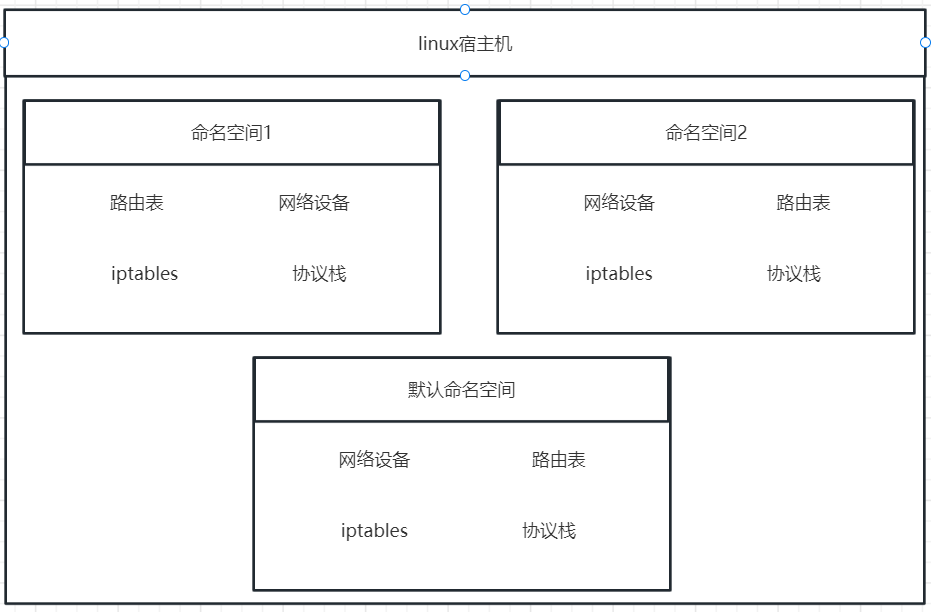 linux宿主机
命名空间1
路由表 网络设备
iptables 协议栈
命名空间2
网络设备 路由表
iptables 协议栈
默认命名空间
网络设备 路由表
iptables 协议栈